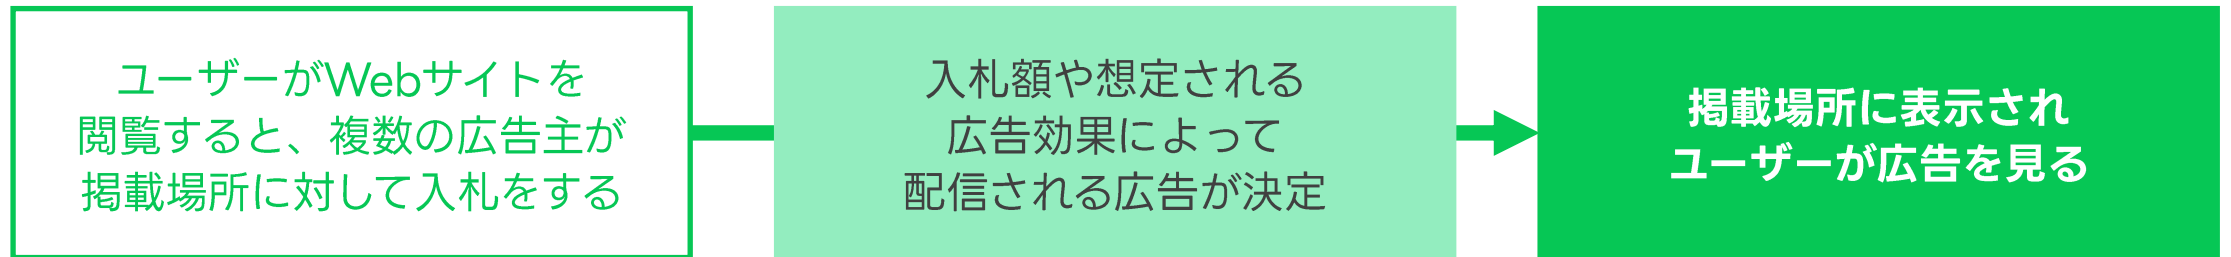 ユーザーがWebサイトを
閲覧すると、複数の広告主が
掲載場所に対して入札をする
入札額や想定される
広告効果によって
配信される広告が決定
掲載場所に表示され
ユーザーが広告を見る